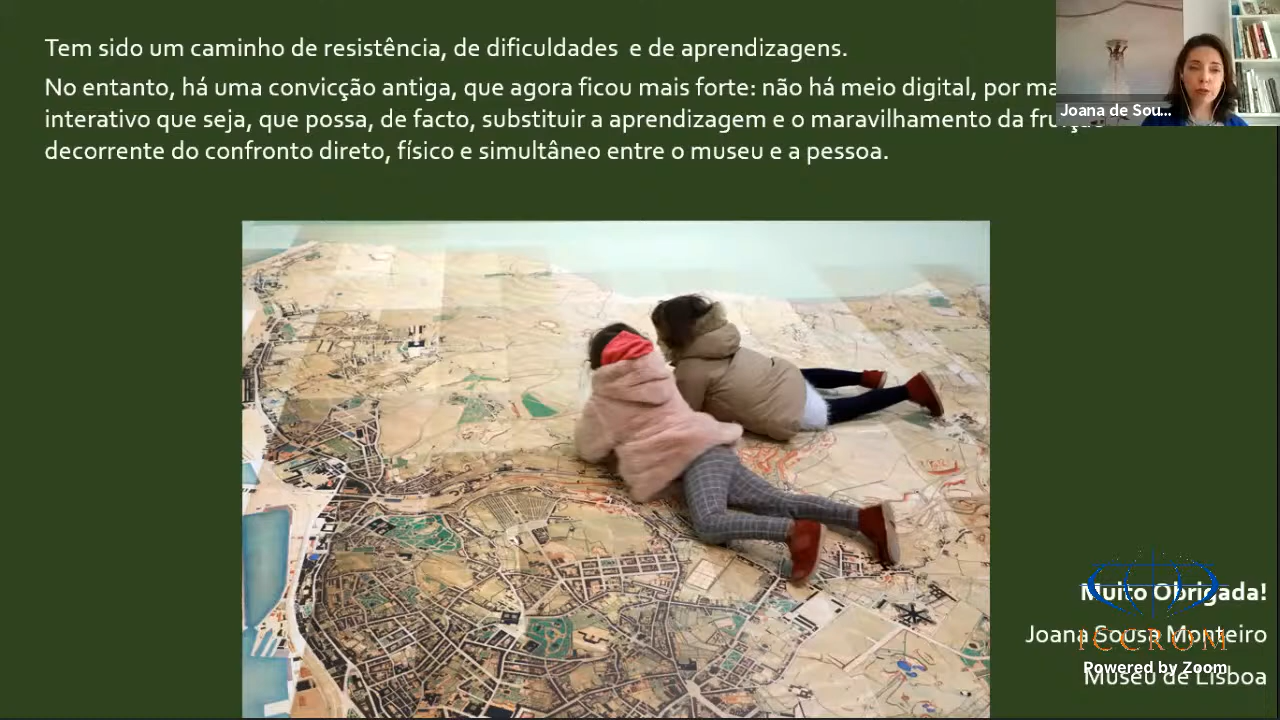 Tem sido um caminho de resistência, de dificuldades e de aprendizagens.
No entanto, há uma convicção antiga, que agora ficou mais forte: não há meio digital, por
interativo que seja, que possa, de facto, substituir a aprendizagem e o maravilhamento da
decorrente do confronto direto, físico e simultâneo entre o museu e a pessoa.
Joana de Sou...
Muito Obrigada!
Joana Sousa Monteiro
ICCROM
Powered by Zoom
Museu de Lisboa